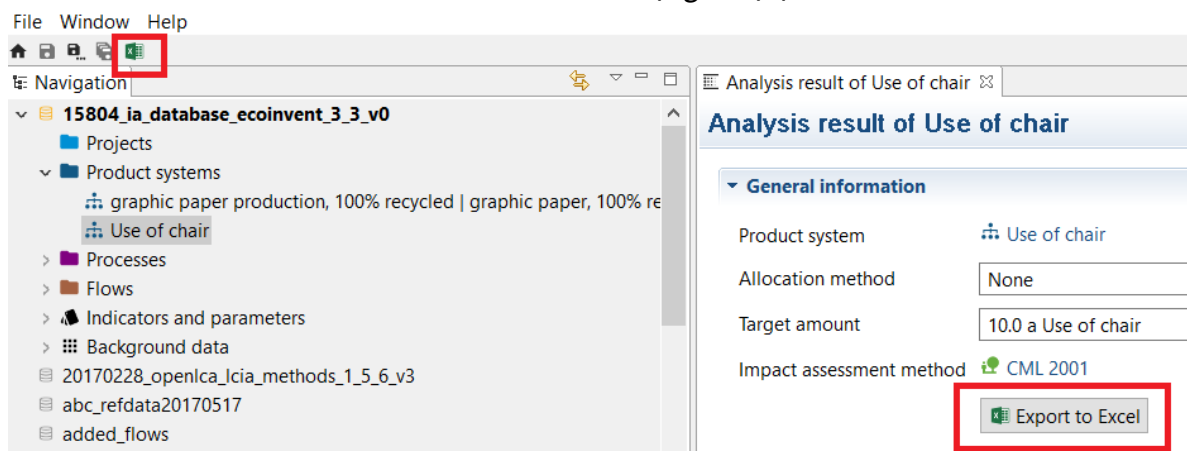 File Window Help
Navigation
15804_ia_database_ecoinvent_3_3_v0
Projects
Product systems
graphic paper production, 100% recycled | graphic paper, 100% re
Use of chair
Processes
Flows
Indicators and parameters
Background data
20170228_openlca_lcia_methods_1_5_6_v3
abc_refdata20170517
added_flows
Analysis result of Use of chair
Analysis result of Use of chair
General information
Product system Use of chair
Allocation method None
Target amount 10.0 a Use of chair
Impact assessment method CML 2001
Export to Excel